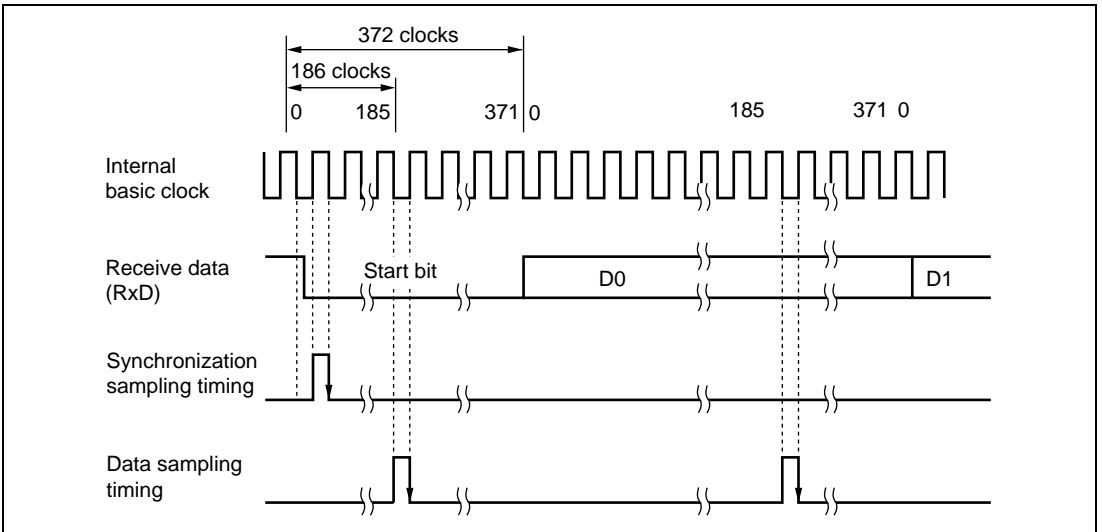 372 clocks
186 clocks
0 185 371 0 185 371 0
Internal
basic clock
Receive data
(RxD)
Start bit D0 D1
Synchronization
sampling timing
Data sampling
timing